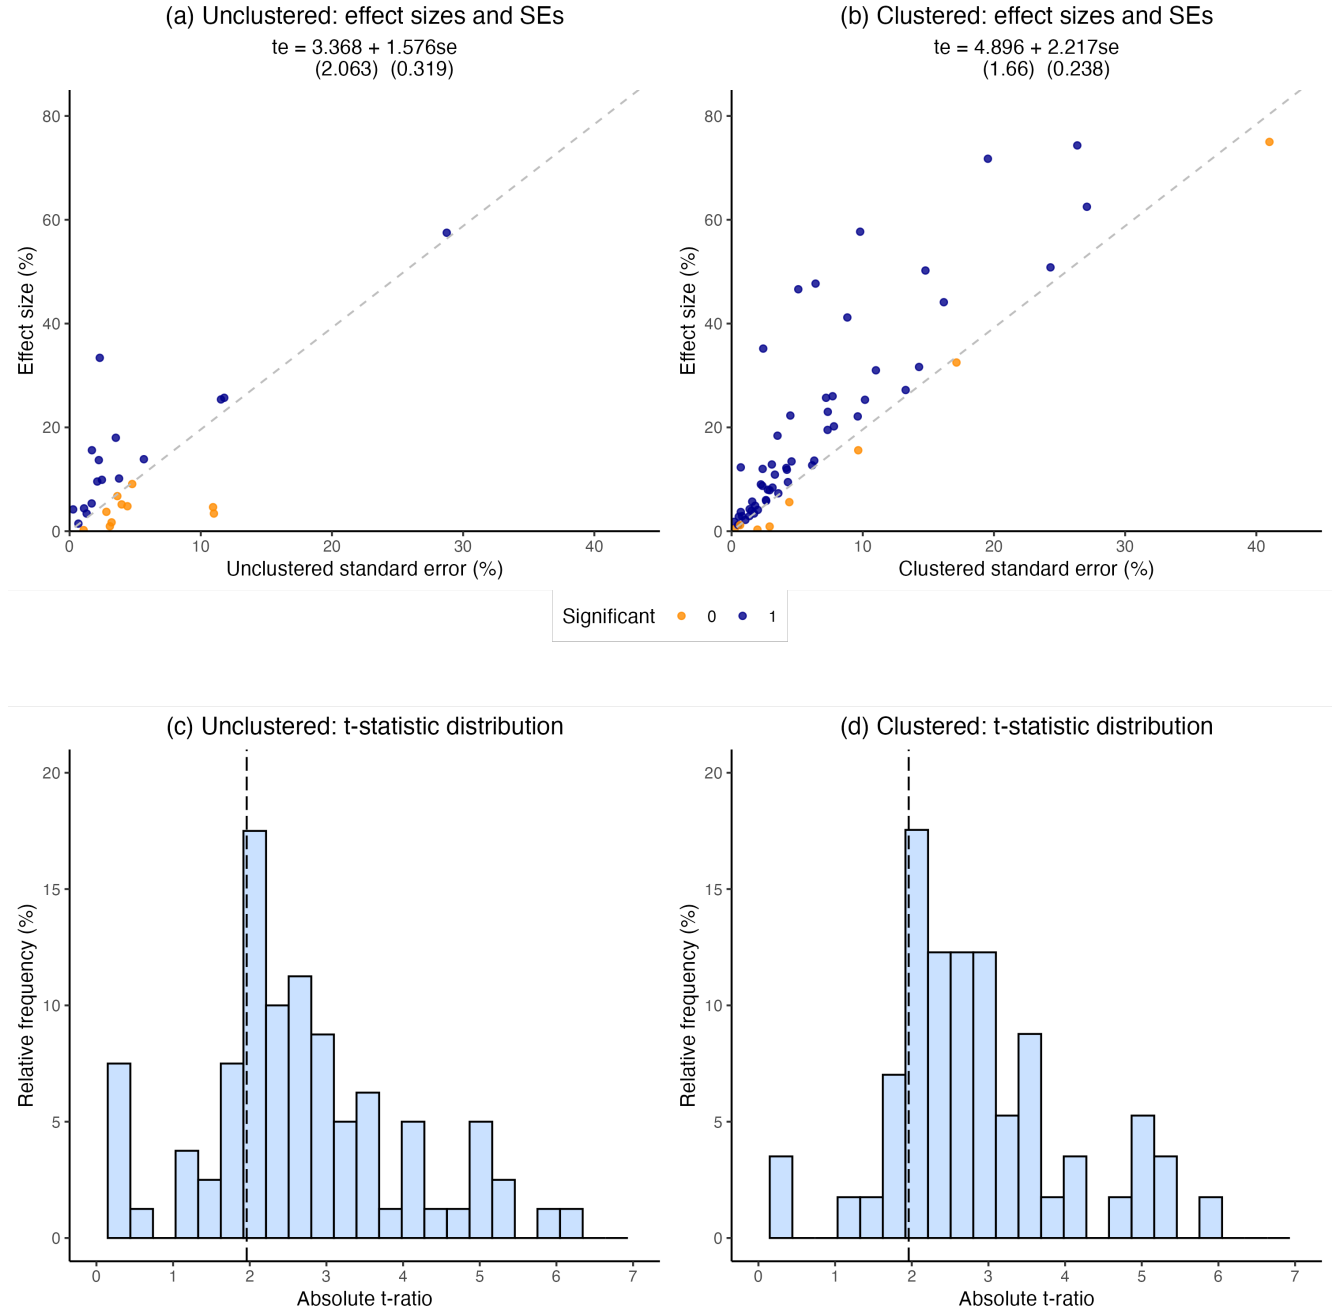 (a) Unclustered: effect sizes and SEs
te = 3.368 + 1.576se
(2.063) (0.319)
80
60
40
20
0
Effect size (%)
0 10 20 30 40
Unclustered standard error (%)
(b) Clustered: effect sizes and SEs
te = 4.896 + 2.217se
(1.66) (0.238)
80
60
40
20
0
Effect size (%)
0 10 20 30 40
Clustered standard error (%)
Significant 0 1
(c) Unclustered: t-statistic distribution
20
15
10
5
0
Relative frequency (%)
0 1 2 3 4 5 6 7
Absolute t-ratio
(d) Clustered: t-statistic distribution
20
15
10
5
0
Relative frequency (%)
0 1 2 3 4 5 6 7
Absolute t-ratio